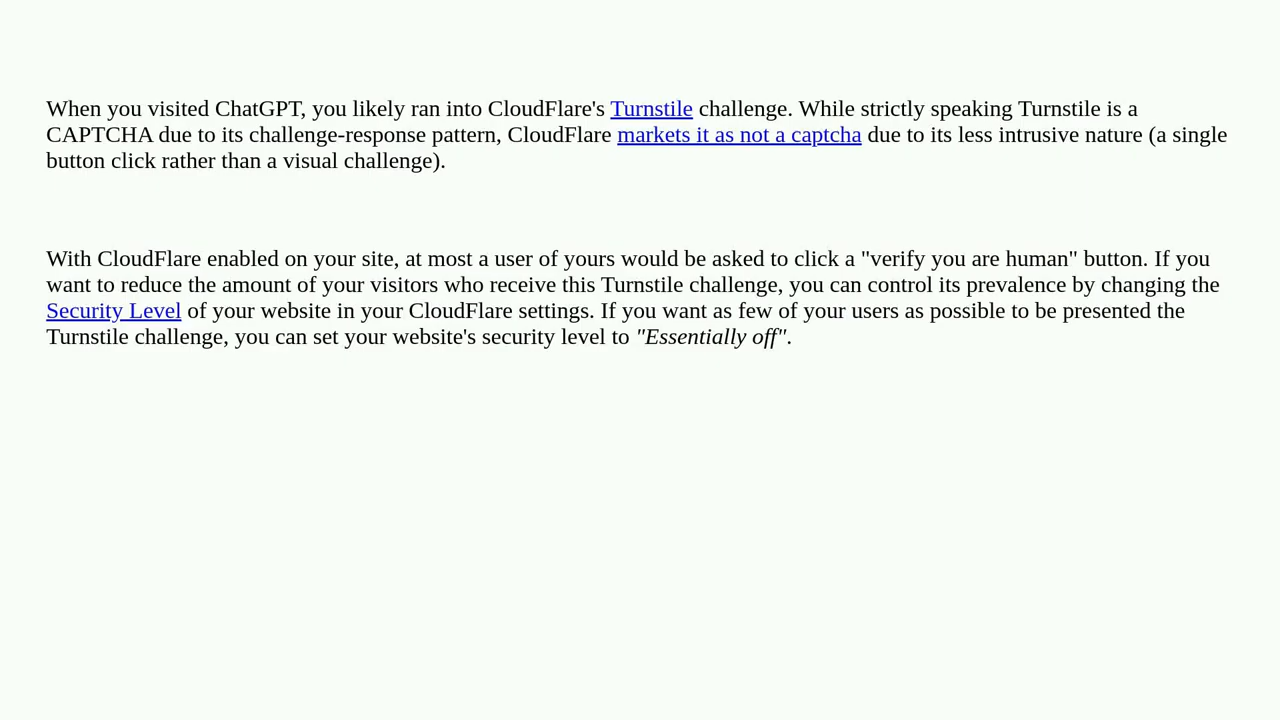 When you visited ChatGPT, you likely ran into CloudFlare's Turnstile challenge. While strictly speaking Turnstile is a
CAPTCHA due to its challenge-response pattern, CloudFlare markets it as not a captcha due to its less intrusive nature (a single
button click rather than a visual challenge).
With CloudFlare enabled on your site, at most a user of yours would be asked to click a "verify you are human" button. If you
want to reduce the amount of your visitors who receive this Turnstile challenge, you can control its prevalence by changing the
Security Level of your website in your CloudFlare settings. If you want as few of your users as possible to be presented the
Turnstile challenge, you can set your website's security level to "Essentially off".